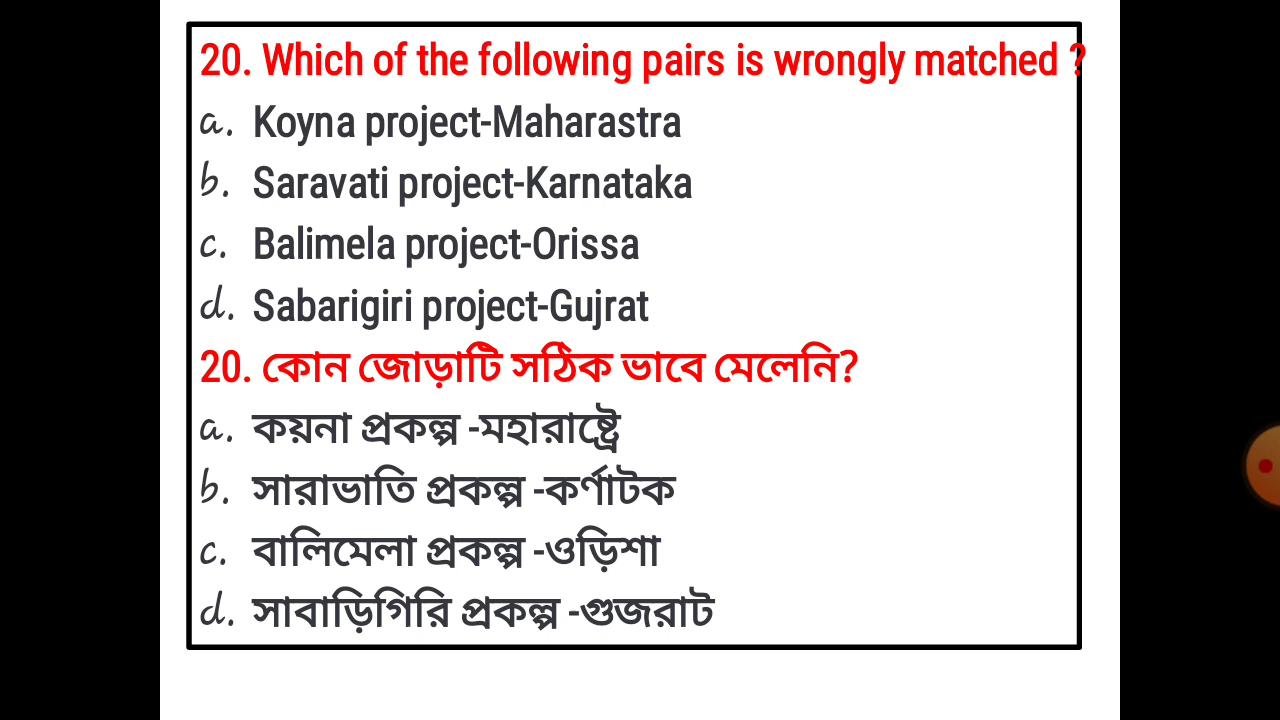 20. Which of the following pairs is wrongly matched ?
a. Koyna project-Maharastra
b. Saravati project-Karnataka
c. Balimela project-Orissa
d. Sabarigiri project-Gujrat
20. কোন জোড়াটি সঠিক ভাবে মেলেনি?
a. কয়না প্রকল্প -মহারাষ্ট্রে
b. সারাভাতি প্রকল্প -কর্ণাটক
c. বালিমেলা প্রকল্প -ওড়িশা
d. সাবাড়িগিরি প্রকল্প -গুজরাট